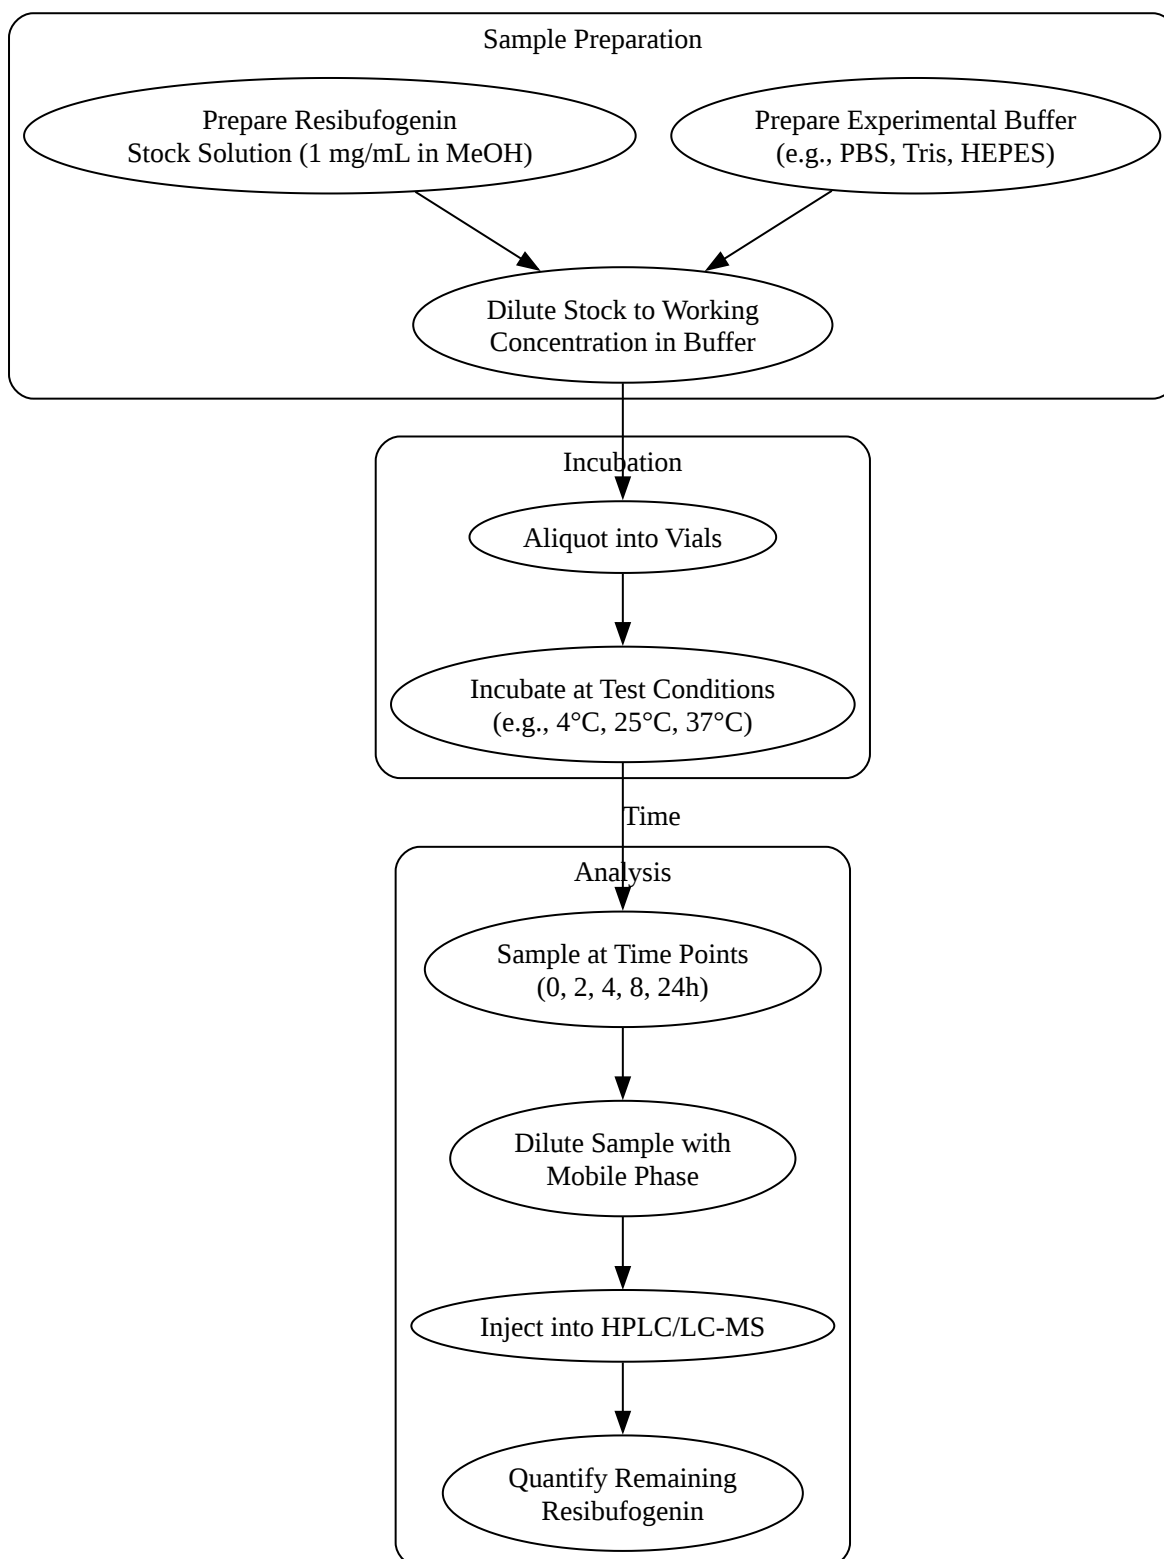 Sample Preparation
Prepare Resibufogenin
Stock Solution (1 mg/mL in MeOH)
Prepare Experimental Buffer
(e.g., PBS, Tris, HEPES)
Dilute Stock to Working
Concentration in Buffer
Incubation
Aliquot into Vials
Incubate at Test Conditions
(e.g., 4°C, 25°C, 37°C)
Time
Analysis
Sample at Time Points
(0, 2, 4, 8, 24h)
Dilute Sample with
Mobile Phase
Inject into HPLC/LC-MS
Quantify Remaining
Resibufogenin